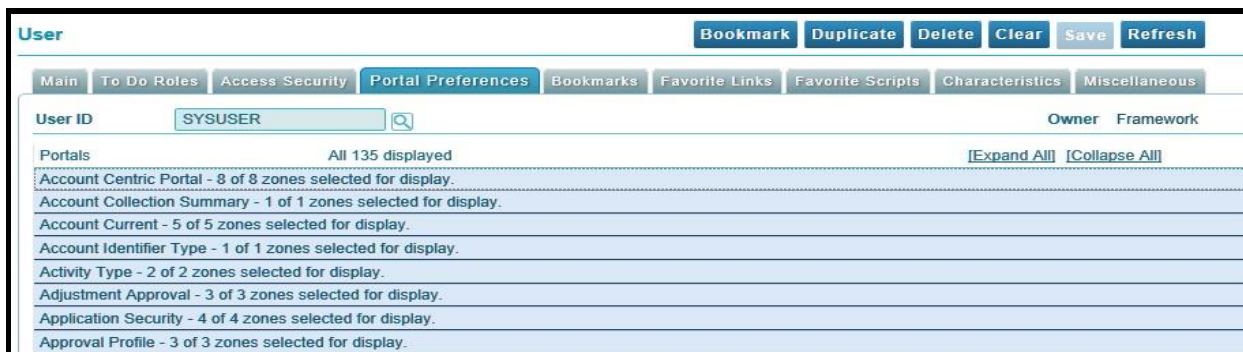 User Bookmark Duplicate Delete Clear Save Refresh
Main To Do Roles Access Security Portal Preferences Bookmarks Favorite Links Favorite Scripts Characteristics Miscellaneous
User ID SYSUSER Owner Framework
Portals All 135 displayed [Expand All] [Collapse All]
Account Centric Portal - 8 of 8 zones selected for display.
Account Collection Summary - 1 of 1 zones selected for display.
Account Current - 5 of 5 zones selected for display.
Account Identifier Type - 1 of 1 zones selected for display.
Activity Type - 2 of 2 zones selected for display.
Adjustment Approval - 3 of 3 zones selected for display.
Application Security - 4 of 4 zones selected for display.
Approval Profile - 3 of 3 zones selected for display.